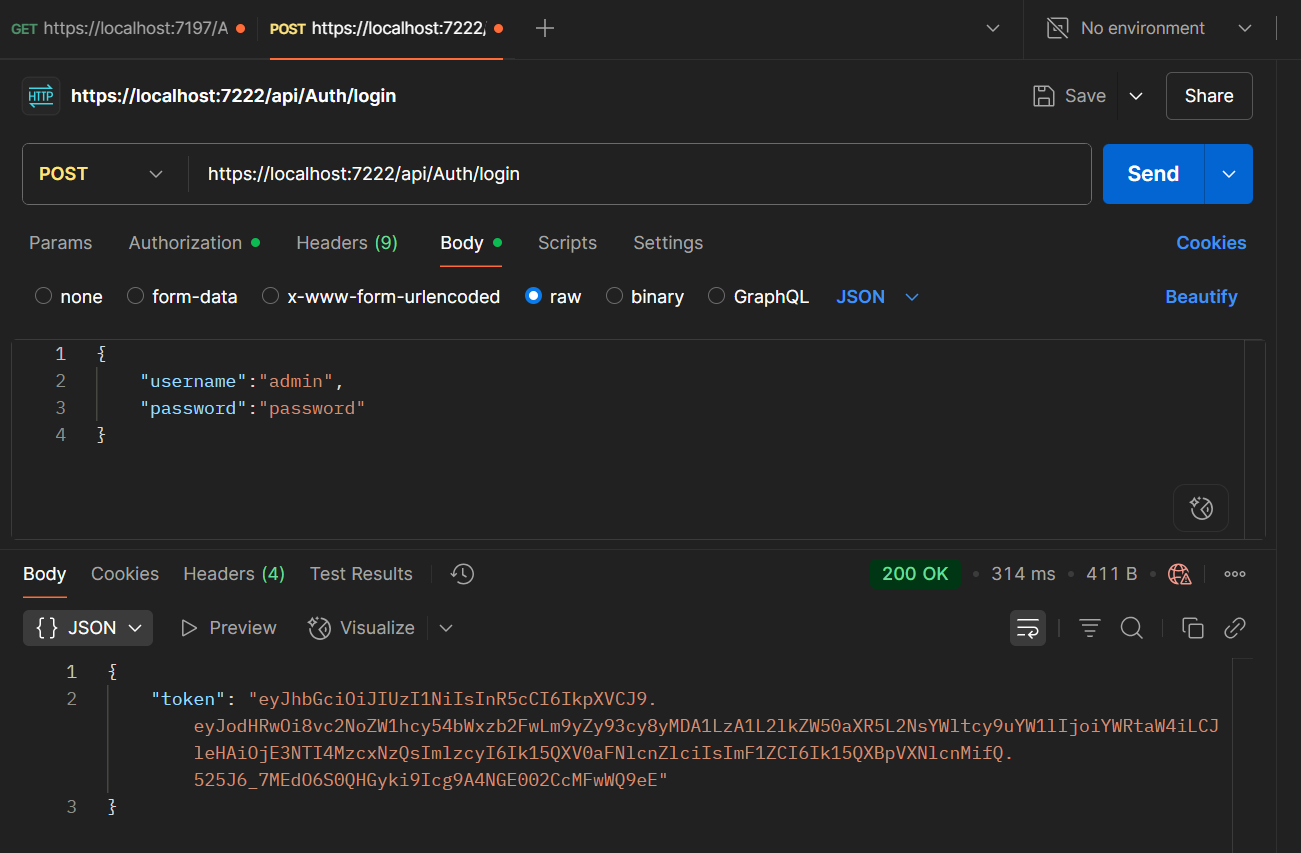 GET https://localhost:7197/A
POST https://localhost:7222/
No environment
HTTP https://localhost:7222/api/Auth/login
Save
Share
POST
https://localhost:7222/api/Auth/login
Send
Params
Authorization
Headers (9)
Body
Scripts
Settings
Cookies
none
form-data
x-www-form-urlencoded
raw
binary
GraphQL
JSON
Beautify
1 {
2 "username":"admin",
3 "password":"password"
4 }
Body
Cookies
Headers (4)
Test Results
200 OK
314 ms
411 B
{} JSON
Preview
Visualize
1 {
2 "token": "eyJhbGciOiJIUzI1NiIsInR5cCI6IkpXVCJ9.
eyJodHRwOi8vc2NoZW1hcy54bWxzb2FwLm9yZy93cy8yMDA1LzA1L2lkZW50aXR5L2NsYWltcy9uYW1lIjoiYWRtaW4iLCJ
leHAiOjE3NTI4MzcxNzQsImlzcyI6Ik15QXV0aFNlcnZlciIsImF1ZCI6Ik15QXBpVXNlcnMifQ.
525J6_7MEdO6S0QHGyki9Icg9A4NGE002CcMFwWQ9eE"
3 }